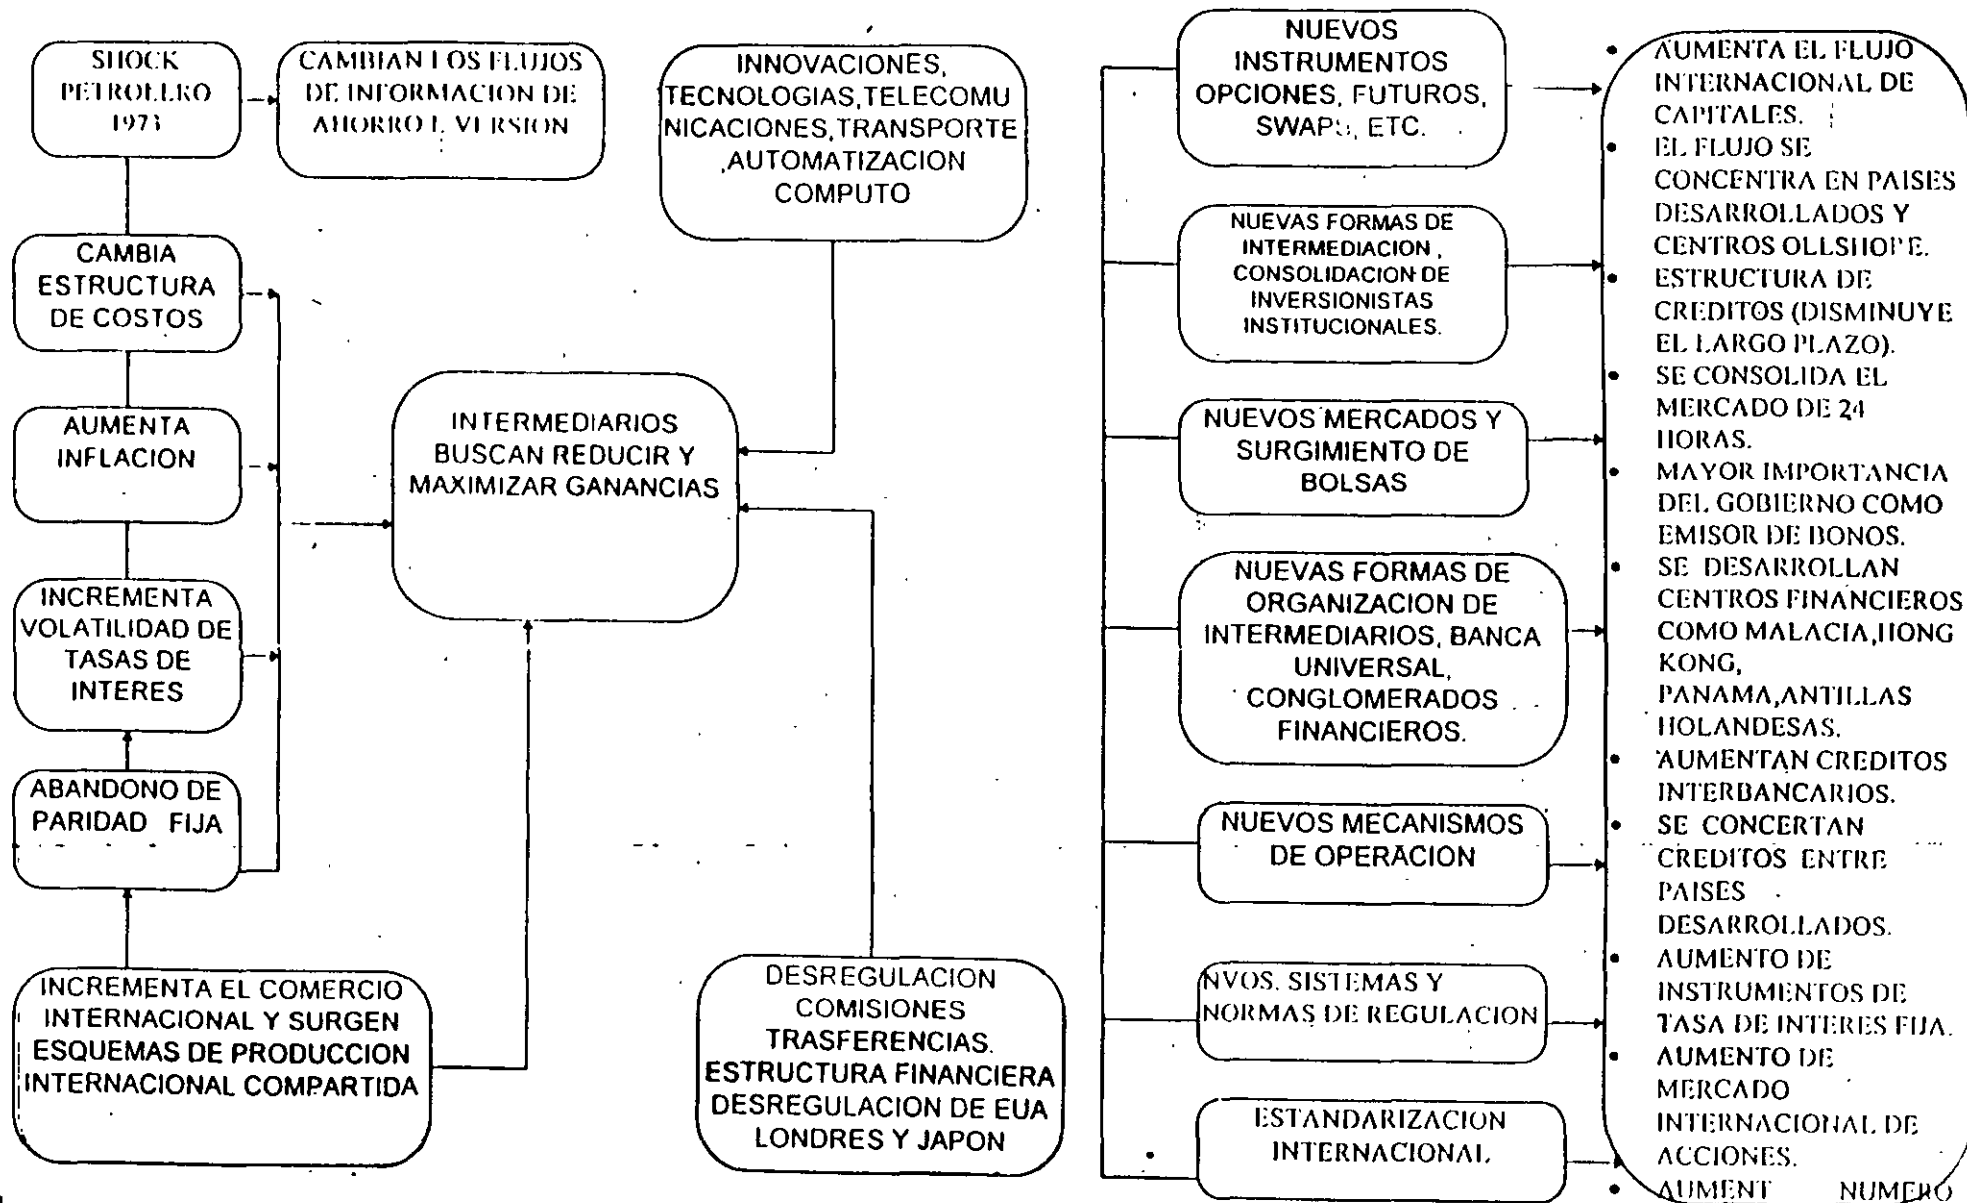 SHOCK
PETROLERO
1973
CAMBIAN LOS FLUJOS
DE INFORMACION DE
AHORRO E VERSION
INNOVACIONES,
TECNOLOGIAS,TELECOMU
NICACIONES,TRANSPORTE
,AUTOMATIZACION
COMPUTO
CAMBIA
ESTRUCTURA
DE COSTOS
AUMENTA
INFLACION
INCREMENTA
VOLATILIDAD DE
TASAS DE
INTERES
ABANDONO DE
PARIDAD FIJA
INCREMENTA EL COMERCIO
INTERNACIONAL Y SURGEN
ESQUEMAS DE PRODUCCION
INTERNACIONAL COMPARTIDA
INTERMEDIARIOS
BUSCAN REDUCIR Y
MAXIMIZAR GANANCIAS
DESREGULACION
COMISIONES
TRASFERENCIAS.
ESTRUCTURA FINANCIERA
DESREGULACION DE EUA
LONDRES Y JAPON
NUEVOS
INSTRUMENTOS
OPCIONES, FUTUROS,
SWAPS, ETC.
NUEVAS FORMAS DE
INTERMEDIACION ,
CONSOLIDACION DE
INVERSIONISTAS
INSTITUCIONALES.
NUEVOS MERCADOS Y
SURGIMIENTO DE
BOLSAS
NUEVAS FORMAS DE
ORGANIZACION DE
INTERMEDIARIOS, BANCA
UNIVERSAL,
CONGLOMERADOS
FINANCIEROS.
NUEVOS MECANISMOS
DE OPERACION
NVOS. SISTEMAS Y
NORMAS DE REGULACION
ESTANDARIZACION
INTERNACIONAL
• AUMENTA EL FLUJO
INTERNACIONAL DE
CAPITALES.
• EL FLUJO SE
CONCENTRA EN PAISES
DESARROLLADOS Y
CENTROS OLLSHOPE.
• ESTRUCTURA DE
CREDITOS (DISMINUYE
EL LARGO PLAZO).
• SE CONSOLIDA EL
MERCADO DE 24
HORAS.
• MAYOR IMPORTANCIA
DEL GOBIERNO COMO
EMISOR DE BONOS.
• SE DESARROLLAN
CENTROS FINANCIEROS
COMO MALACIA,HONG
KONG,
PANAMA,ANTILLAS
HOLANDESAS.
• AUMENTAN CREDITOS
INTERBANCARIOS.
• SE CONCERTAN
CREDITOS ENTRE
PAISES
DESARROLLADOS.
• AUMENTO DE
INSTRUMENTOS DE
TASA DE INTERES FIJA.
• AUMENTO DE
MERCADO
INTERNACIONAL DE
ACCIONES.
• AUMENT NUMERO